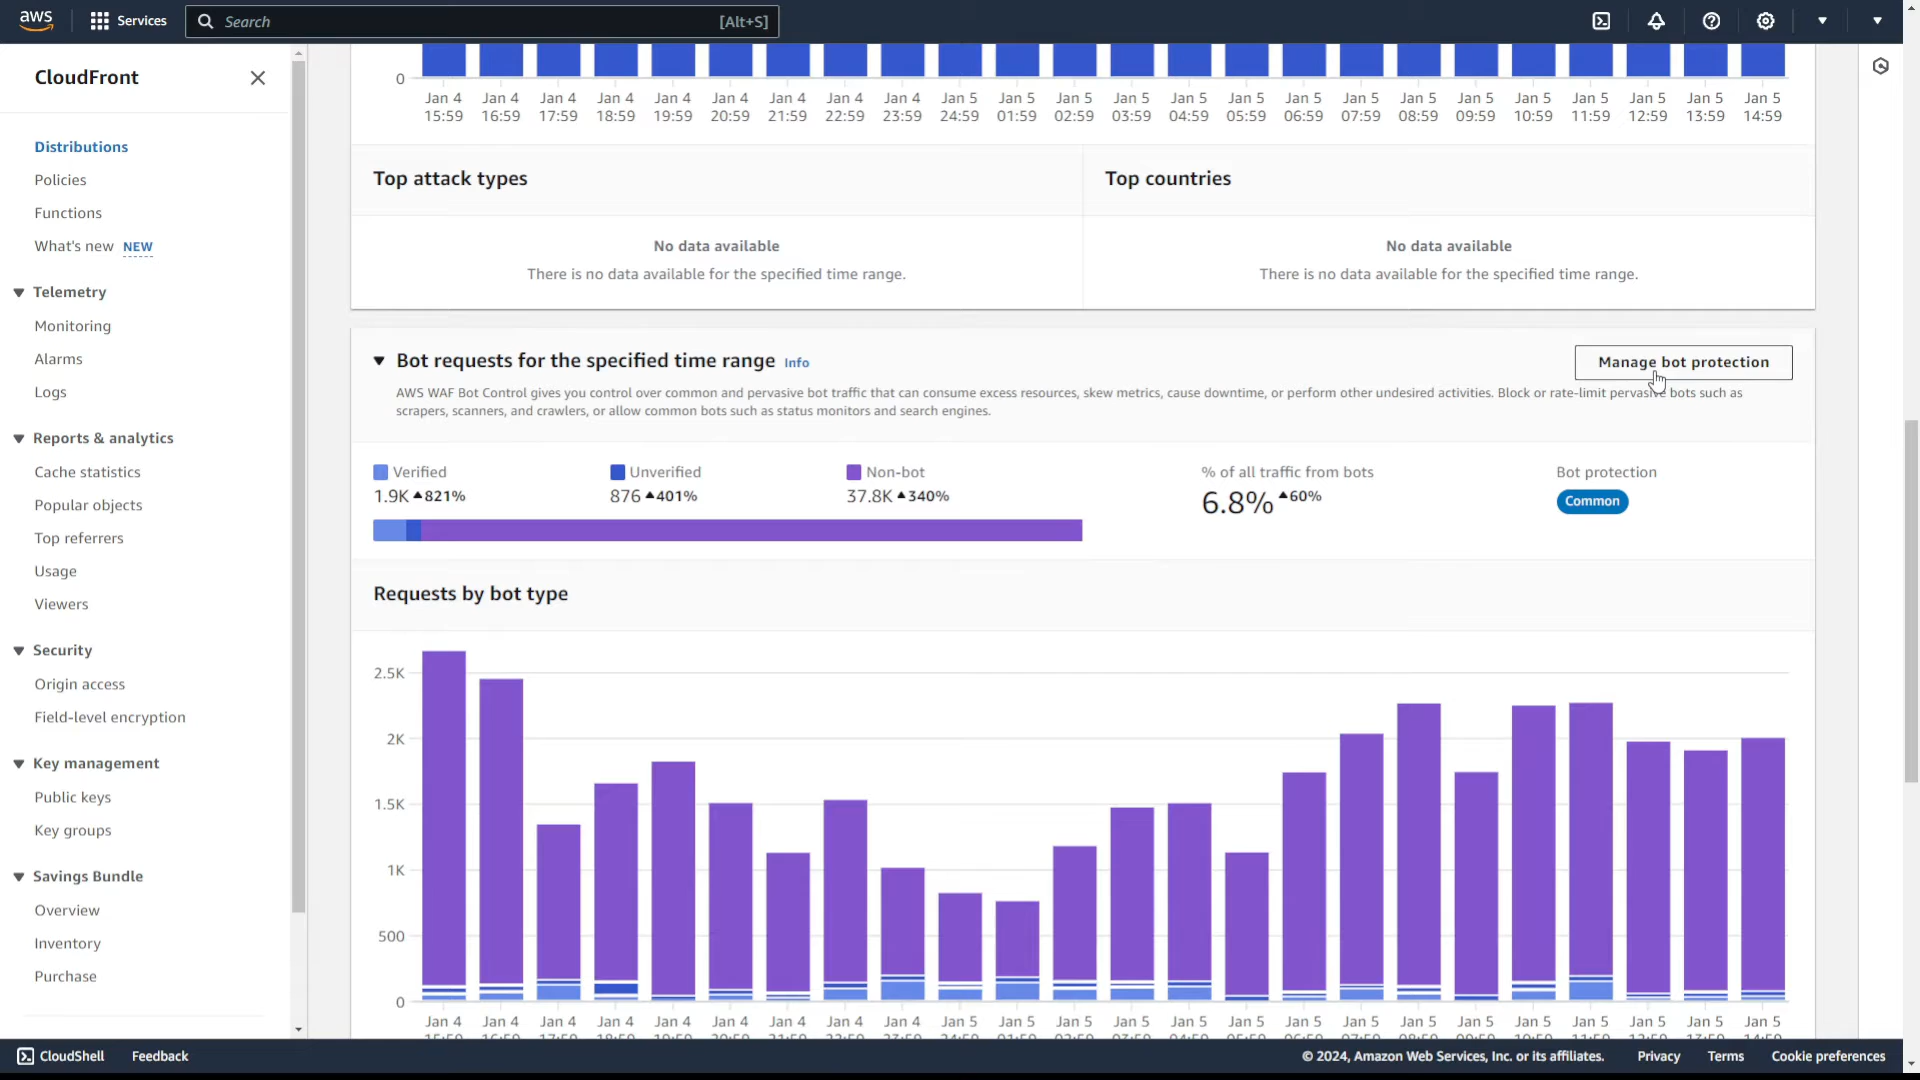 aws
Services
Search
[Alt+S]
CloudFront
Distributions
Policies
Functions
What's new NEW
Telemetry
Monitoring
Alarms
Logs
Reports & analytics
Cache statistics
Popular objects
Top referrers
Usage
Viewers
Security
Origin access
Field-level encryption
Key management
Public keys
Key groups
Savings Bundle
Overview
Inventory
Purchase
0
Jan 4 Jan 4 Jan 4 Jan 4 Jan 4 Jan 4 Jan 4 Jan 4 Jan 4 Jan 5 Jan 5 Jan 5 Jan 5 Jan 5 Jan 5 Jan 5 Jan 5 Jan 5 Jan 5 Jan 5 Jan 5 Jan 5 Jan 5 Jan 5
15:59 16:59 17:59 18:59 19:59 20:59 21:59 22:59 23:59 24:59 01:59 02:59 03:59 04:59 05:59 06:59 07:59 08:59 09:59 10:59 11:59 12:59 13:59 14:59
Top attack types
No data available
There is no data available for the specified time range.
Top countries
No data available
There is no data available for the specified time range.
Bot requests for the specified time range Info
Manage bot protection
AWS WAF Bot Control gives you control over common and pervasive bot traffic that can consume excess resources, skew metrics, cause downtime, or perform other undesired activities. Block or rate-limit pervasive bots such as
scrapers, scanners, and crawlers, or allow common bots such as status monitors and search engines.
Verified
1.9K 821%
Unverified
876 401%
Non-bot
37.8K 340%
% of all traffic from bots
6.8% 60%
Bot protection
Common
Requests by bot type
2.5K
2K
1.5K
1K
500
0
Jan 4 Jan 4 Jan 4 Jan 4 Jan 4 Jan 4 Jan 4 Jan 4 Jan 4 Jan 5 Jan 5 Jan 5 Jan 5 Jan 5 Jan 5 Jan 5 Jan 5 Jan 5 Jan 5 Jan 5 Jan 5 Jan 5 Jan 5 Jan 5
CloudShell
Feedback
© 2024, Amazon Web Services, Inc. or its affiliates.
Privacy
Terms
Cookie preferences